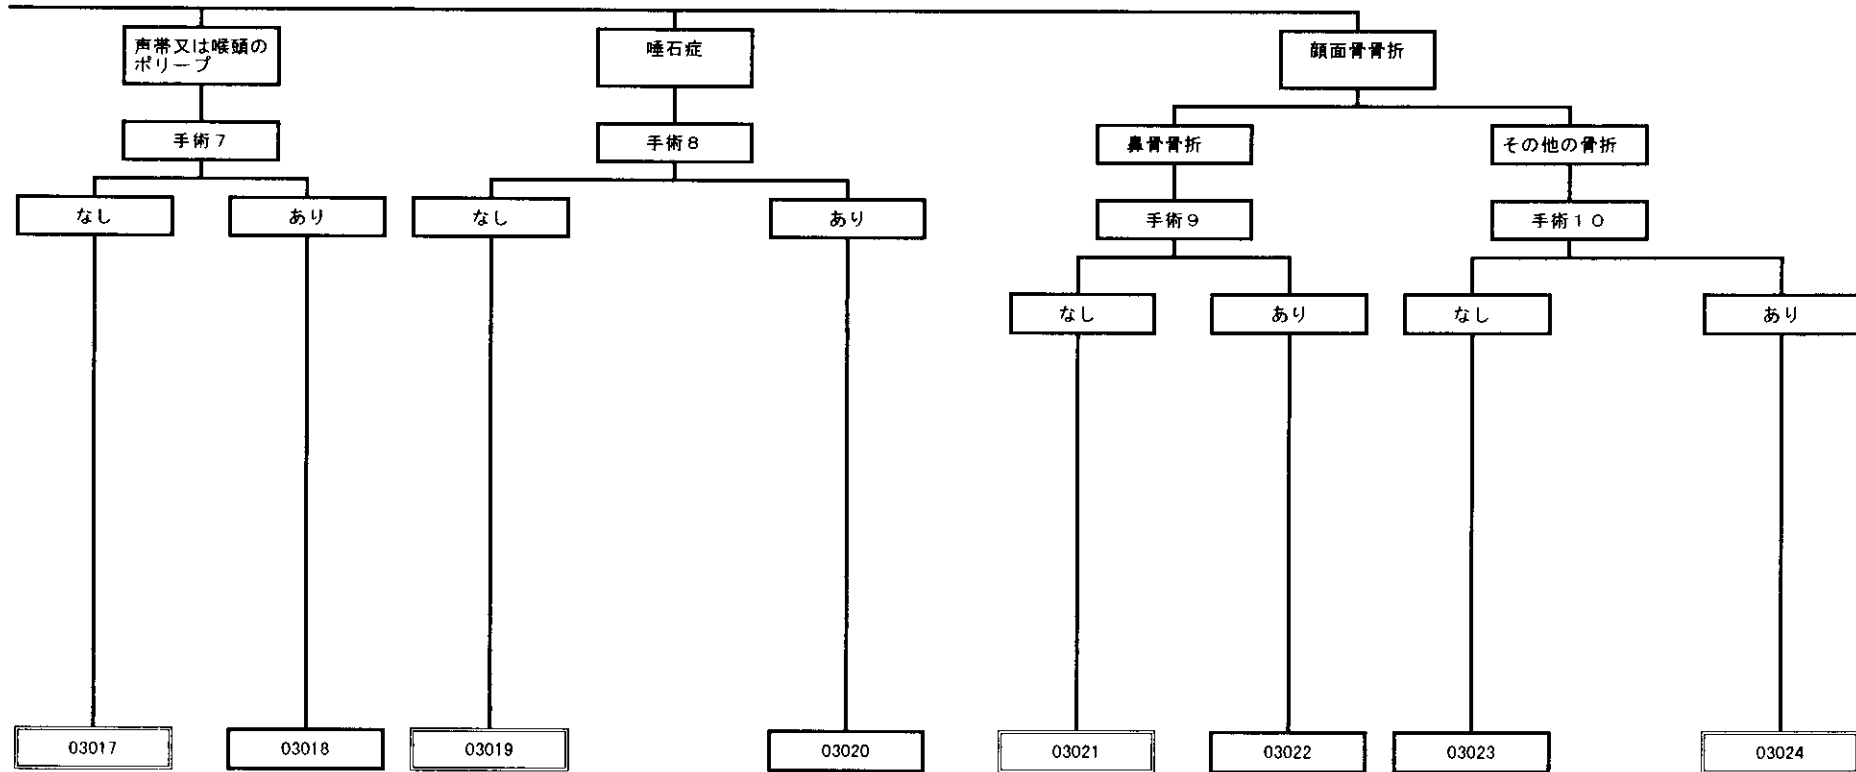 声帯又は喉頭の
ポリープ
唾石症
顔面骨骨折
手術7
手術8
鼻骨骨折
その他の骨折
なし
あり
なし
あり
手術9
手術10
なし
あり
なし
あり
03017
03018
03019
03020
03021
03022
03023
03024